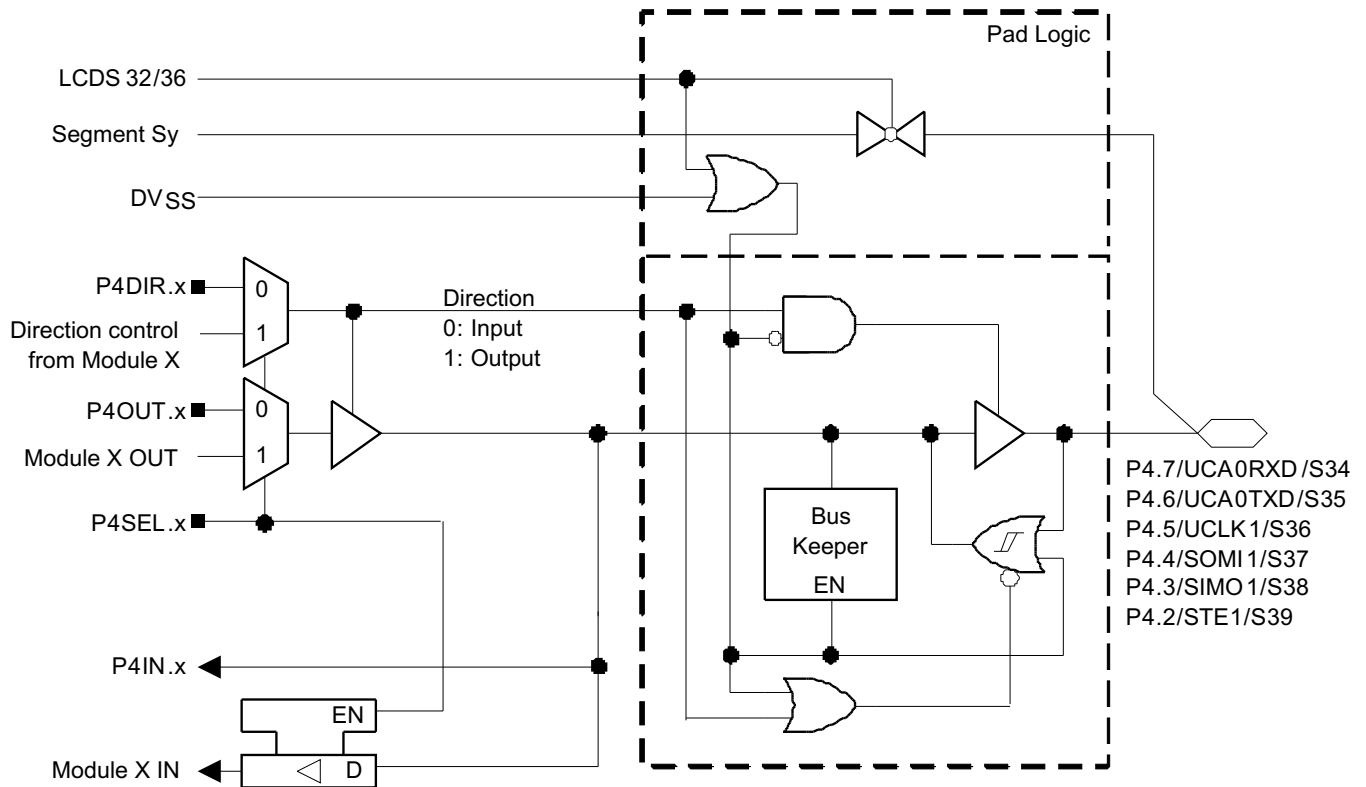 Pad Logic
LCDS 32/36
Segment Sy
DVSS
P4DIR.x
0
1
Direction control
from Module X
Direction
0: Input
1: Output
P4OUT.x
0
1
Module X OUT
P4SEL.x
Bus
Keeper
EN
P4.7/UCA0RXD/S34
P4.6/UCA0TXD/S35
P4.5/UCLK1/S36
P4.4/SOMI1/S37
P4.3/SIMO1/S38
P4.2/STE1/S39
P4IN.x
EN
D
Module X IN